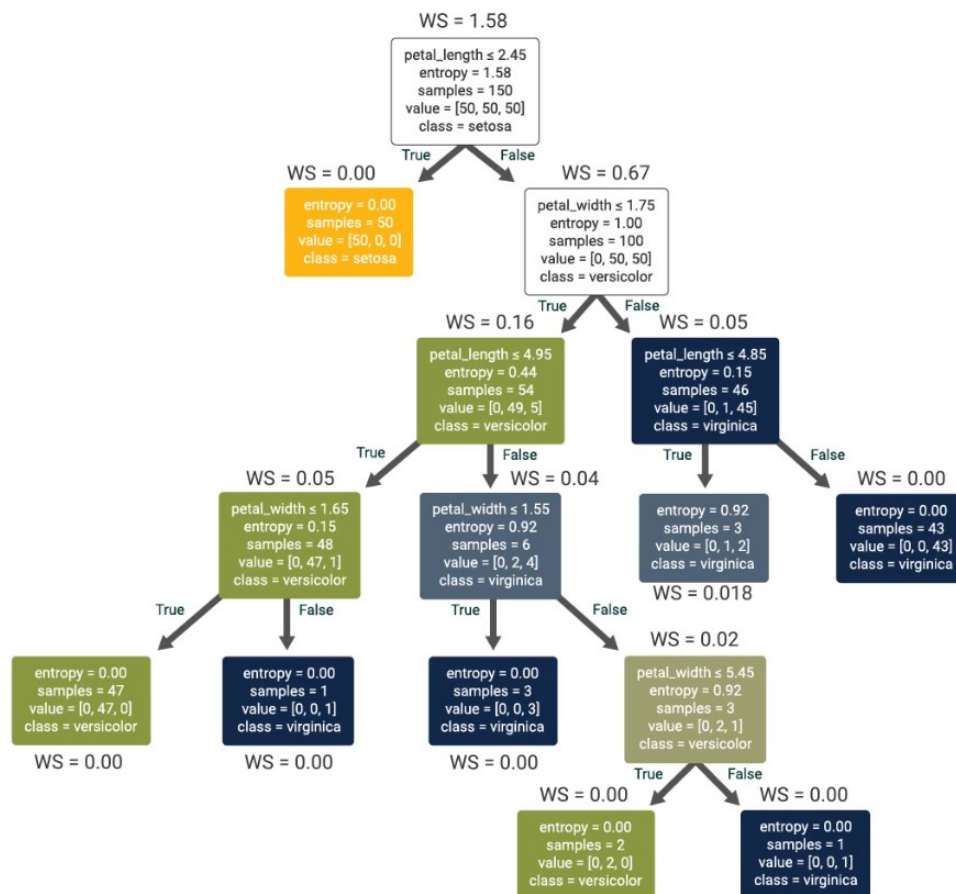 WS = 1.58
petal_length ≤ 2.45
entropy = 1.58
samples = 150
value = [50, 50, 50]
class = setosa
True
False
WS = 0.00
entropy = 0.00
samples = 50
value = [50, 0, 0]
class = setosa
WS = 0.67
petal_width ≤ 1.75
entropy = 1.00
samples = 100
value = [0, 50, 50]
class = versicolor
True
False
WS = 0.16
petal_length ≤ 4.95
entropy = 0.44
samples = 54
value = [0, 49, 5]
class = versicolor
WS = 0.05
petal_length ≤ 4.85
entropy = 0.15
samples = 46
value = [0, 1, 45]
class = virginica
True
False
True
False
WS = 0.05
petal_width ≤ 1.65
entropy = 0.15
samples = 48
value = [0, 47, 1]
class = versicolor
WS = 0.04
petal_width ≤ 1.55
entropy = 0.92
samples = 6
value = [0, 2, 4]
class = virginica
entropy = 0.92
samples = 3
value = [0, 1, 2]
class = virginica
WS = 0.018
WS = 0.00
entropy = 0.00
samples = 43
value = [0, 0, 43]
class = virginica
True
False
True
False
entropy = 0.00
samples = 47
value = [0, 47, 0]
class = versicolor
WS = 0.00
entropy = 0.00
samples = 1
value = [0, 0, 1]
class = virginica
WS = 0.00
entropy = 0.00
samples = 3
value = [0, 0, 3]
class = virginica
WS = 0.00
WS = 0.02
petal_width ≤ 5.45
entropy = 0.92
samples = 3
value = [0, 2, 1]
class = versicolor
True
False
WS = 0.00
entropy = 0.00
samples = 2
value = [0, 2, 0]
class = versicolor
WS = 0.00
entropy = 0.00
samples = 1
value = [0, 0, 1]
class = virginica